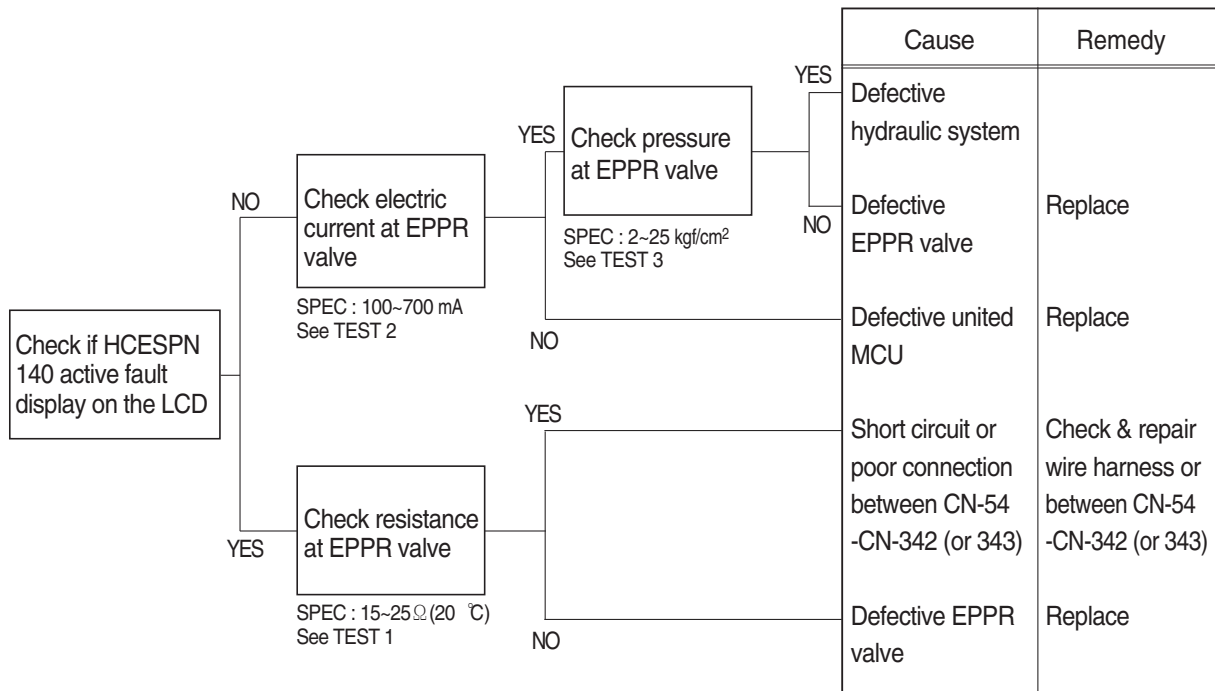 Check if HCESPN
140 active fault
display on the LCD
NO
YES
Check electric
current at EPPR
valve
SPEC : 100~700 mA
See TEST 2
Check resistance
at EPPR valve
SPEC : 15~25Ω(20 ℃)
See TEST 1
YES
NO
Check pressure
at EPPR valve
SPEC : 2~25 kgf/cm²
See TEST 3
YES
NO
YES
NO
Cause
Remedy
Defective
hydraulic system
Defective
EPPR valve
Replace
Defective united
MCU
Replace
Short circuit or
poor connection
between CN-54
-CN-342 (or 343)
Check & repair
wire harness or
between CN-54
-CN-342 (or 343)
Defective EPPR
valve
Replace